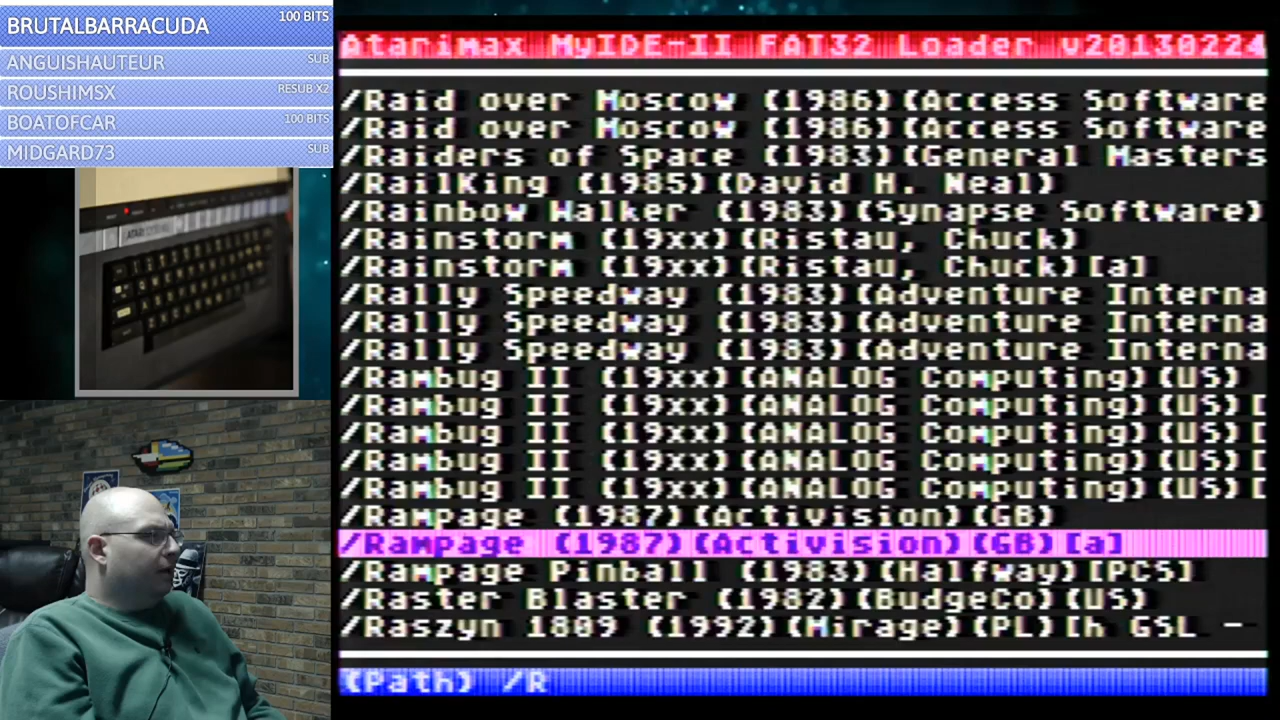 BRUTALBARRACUDA 100 BITS
ANGUISHAUTEUR SUB
ROUSHIMSX RESUB X2
BOATOFCAR 100 BITS
MIDGARD73 SUB
Atarimax MyIDE-II FAT32 Loader v20130224
/Raid over Moscow (1986)(Access Software
/Raid over Moscow (1986)(Access Software
/Raiders of Space (1983)(General Masters
/RailKing (1985)(David H. Neal)
/Rainbow Walker (1983)(Synapse Software)
/Rainstorm (19xx)(Ristau, Chuck)
/Rainstorm (19xx)(Ristau, Chuck)[a]
/Rally Speedway (1983)(Adventure Interna
/Rally Speedway (1983)(Adventure Interna
/Rally Speedway (1983)(Adventure Interna
/Rambug II (19xx)(ANALOG Computing)(US)
/Rambug II (19xx)(ANALOG Computing)(US)[
/Rambug II (19xx)(ANALOG Computing)(US)[
/Rambug II (19xx)(ANALOG Computing)(US)[
/Rambug II (19xx)(ANALOG Computing)(US)[
/Rampage (1987)(Activision)(GB)
/Rampage (1987)(Activision)(GB)[a]
/Rampage Pinball (1983)(Halfway)[PCS]
/Raster Blaster (1982)(BudgeCo)(US)
/Raszyn 1809 (1992)(Mirage)(PL)[h GSL -
(Path) /R